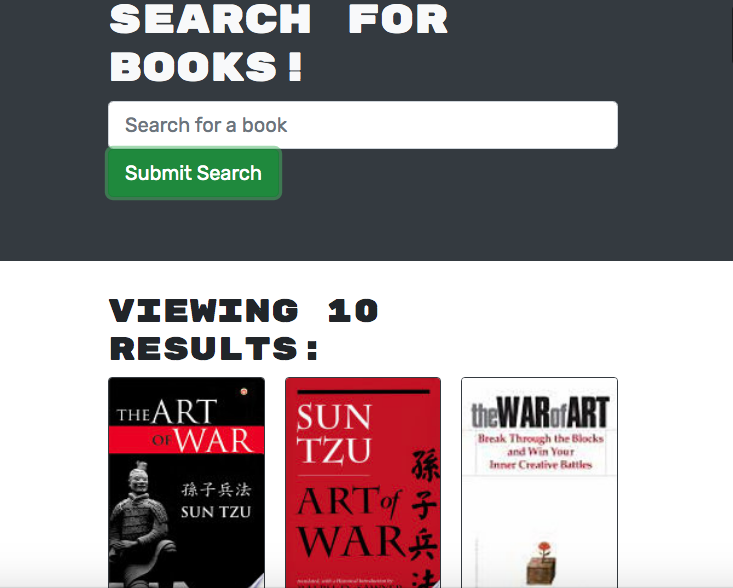 SEARCH FOR
BOOKS!
Search for a book
Submit Search
VIEWING 10
RESULTS:
THE ART
OF WAR
孫子兵法
SUN TZU
SUN
TZU
ART of
WAR
孫子兵法
theWARofART
Break Through the Blocks
and Win Your
Inner Creative Battles